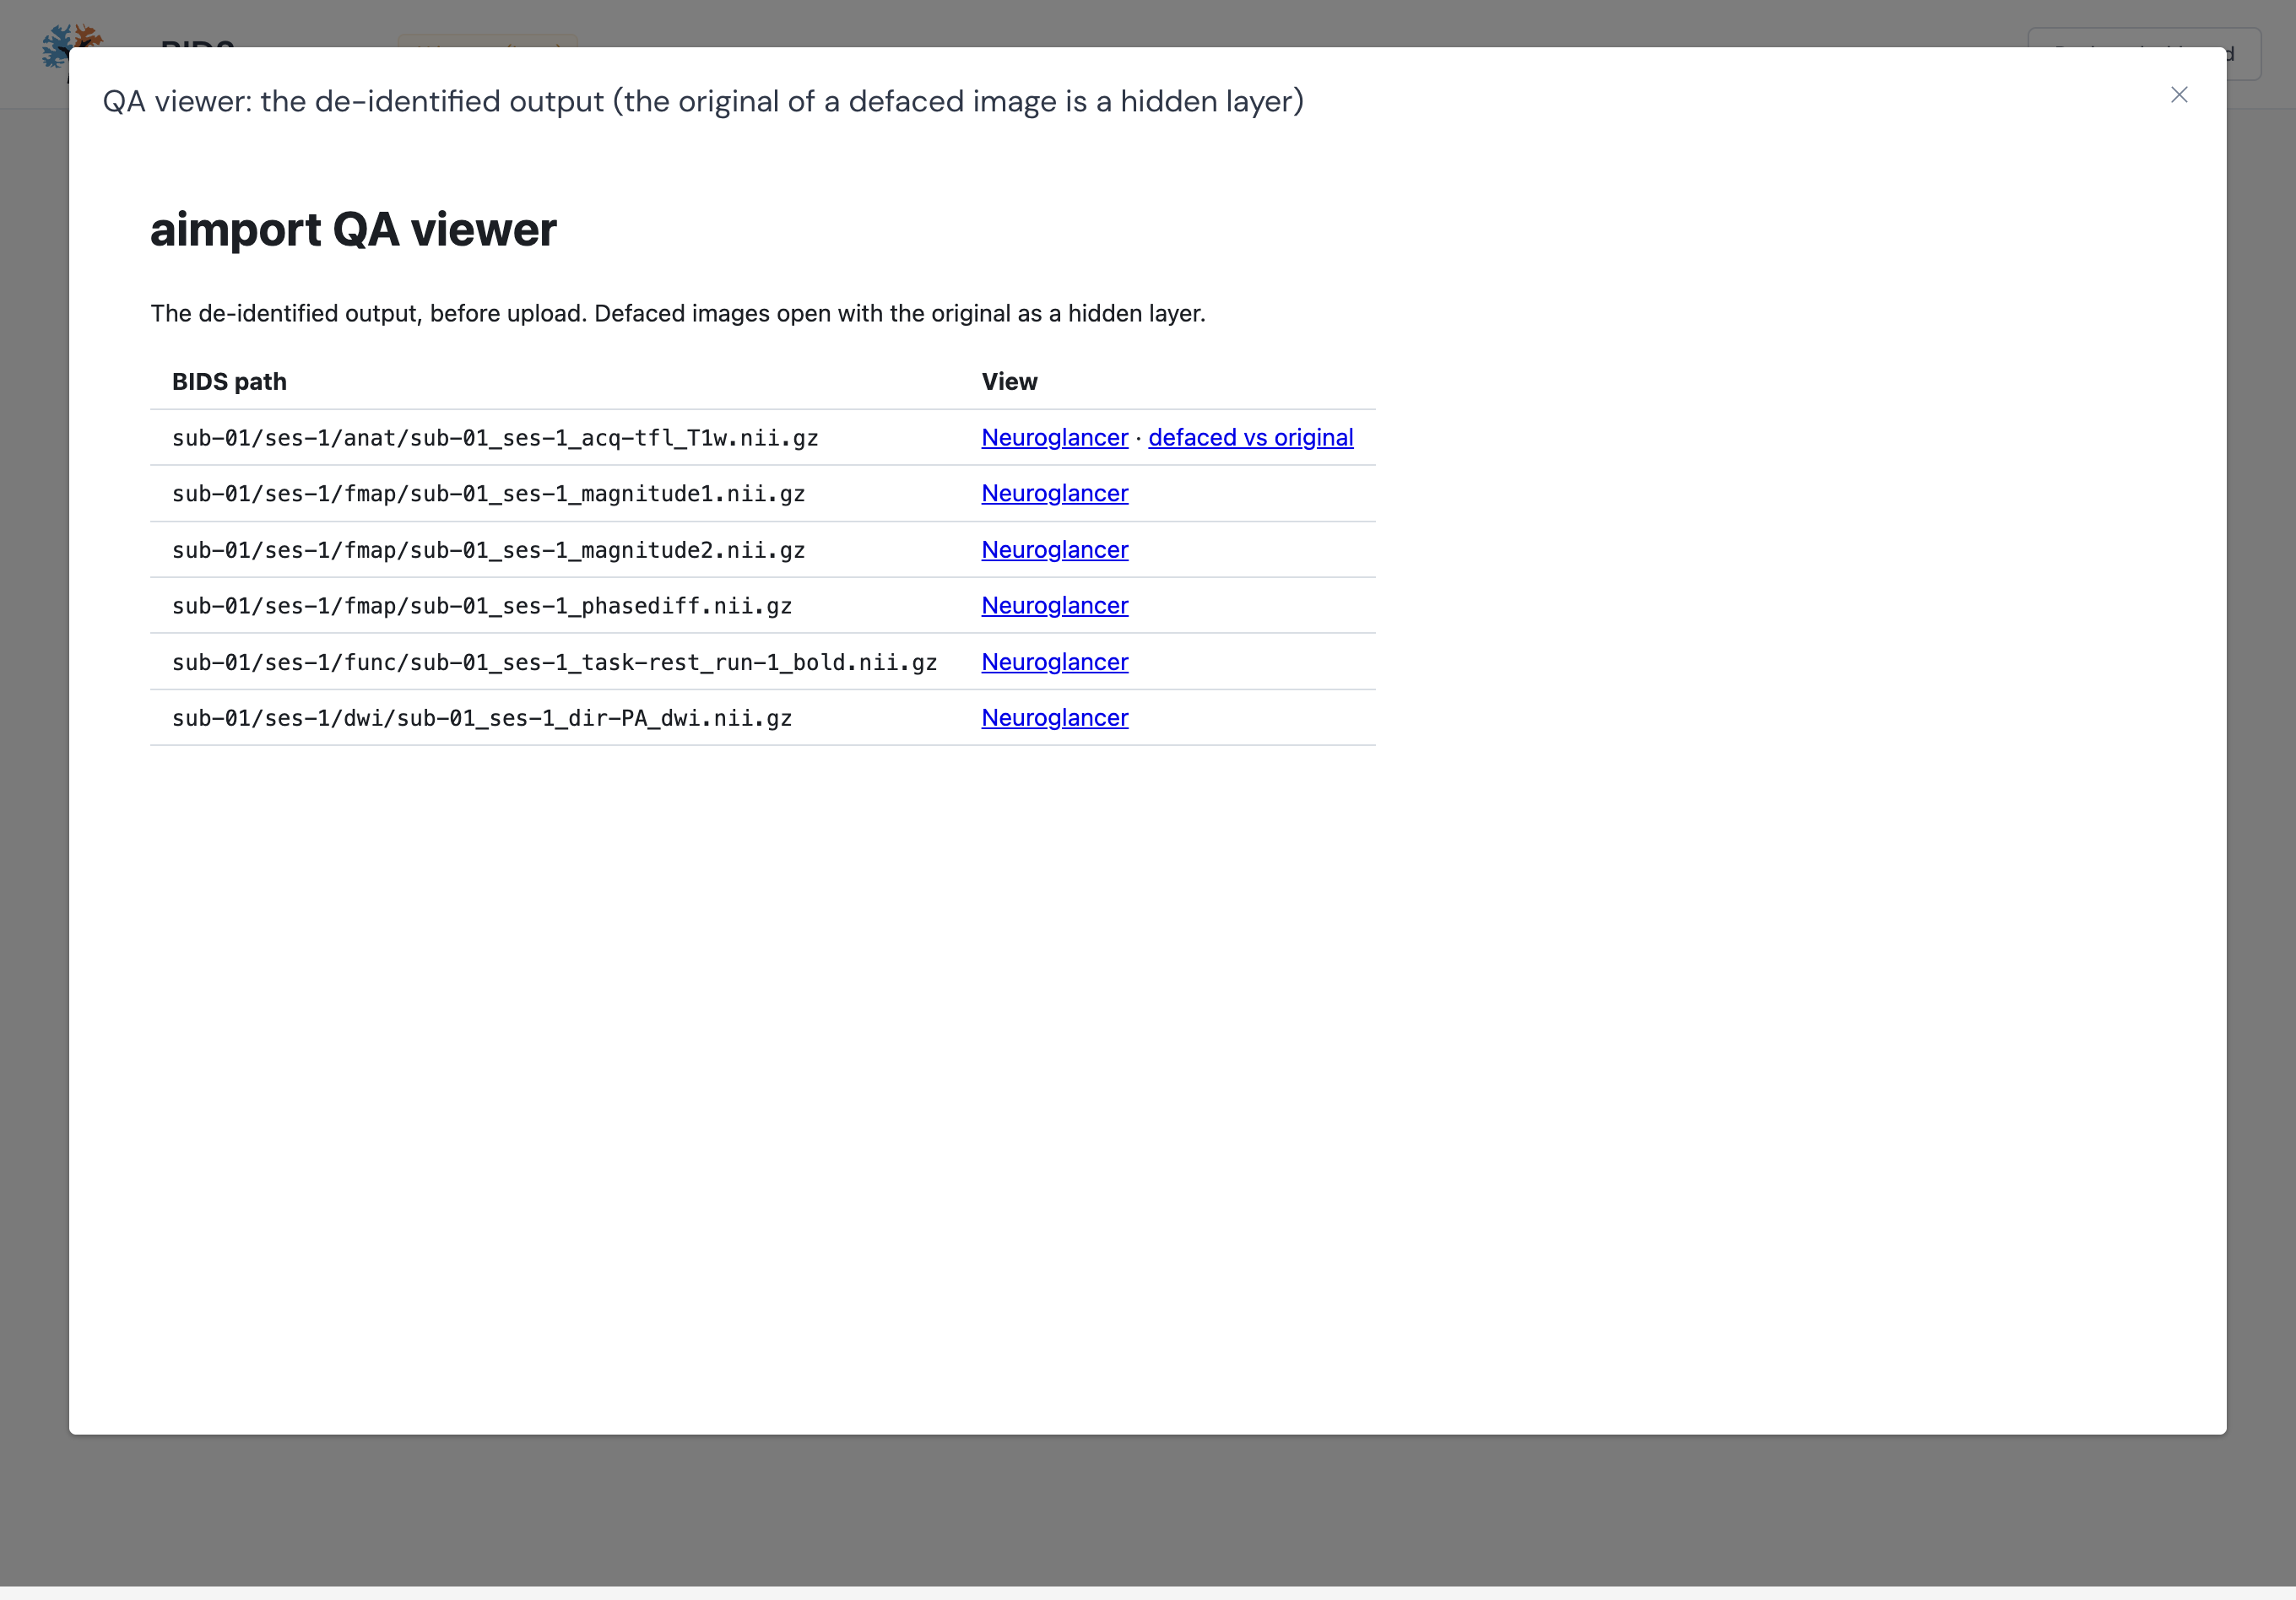 QA viewer: the de-identified output (the original of a defaced image is a hidden layer)
aimport QA viewer
The de-identified output, before upload. Defaced images open with the original as a hidden layer.
BIDS path View
sub-01/ses-1/anat/sub-01_ses-1_acq-tfl_T1w.nii.gz Neuroglancer · defaced vs original
sub-01/ses-1/fmap/sub-01_ses-1_magnitude1.nii.gz Neuroglancer
sub-01/ses-1/fmap/sub-01_ses-1_magnitude2.nii.gz Neuroglancer
sub-01/ses-1/fmap/sub-01_ses-1_phasediff.nii.gz Neuroglancer
sub-01/ses-1/func/sub-01_ses-1_task-rest_run-1_bold.nii.gz Neuroglancer
sub-01/ses-1/dwi/sub-01_ses-1_dir-PA_dwi.nii.gz Neuroglancer